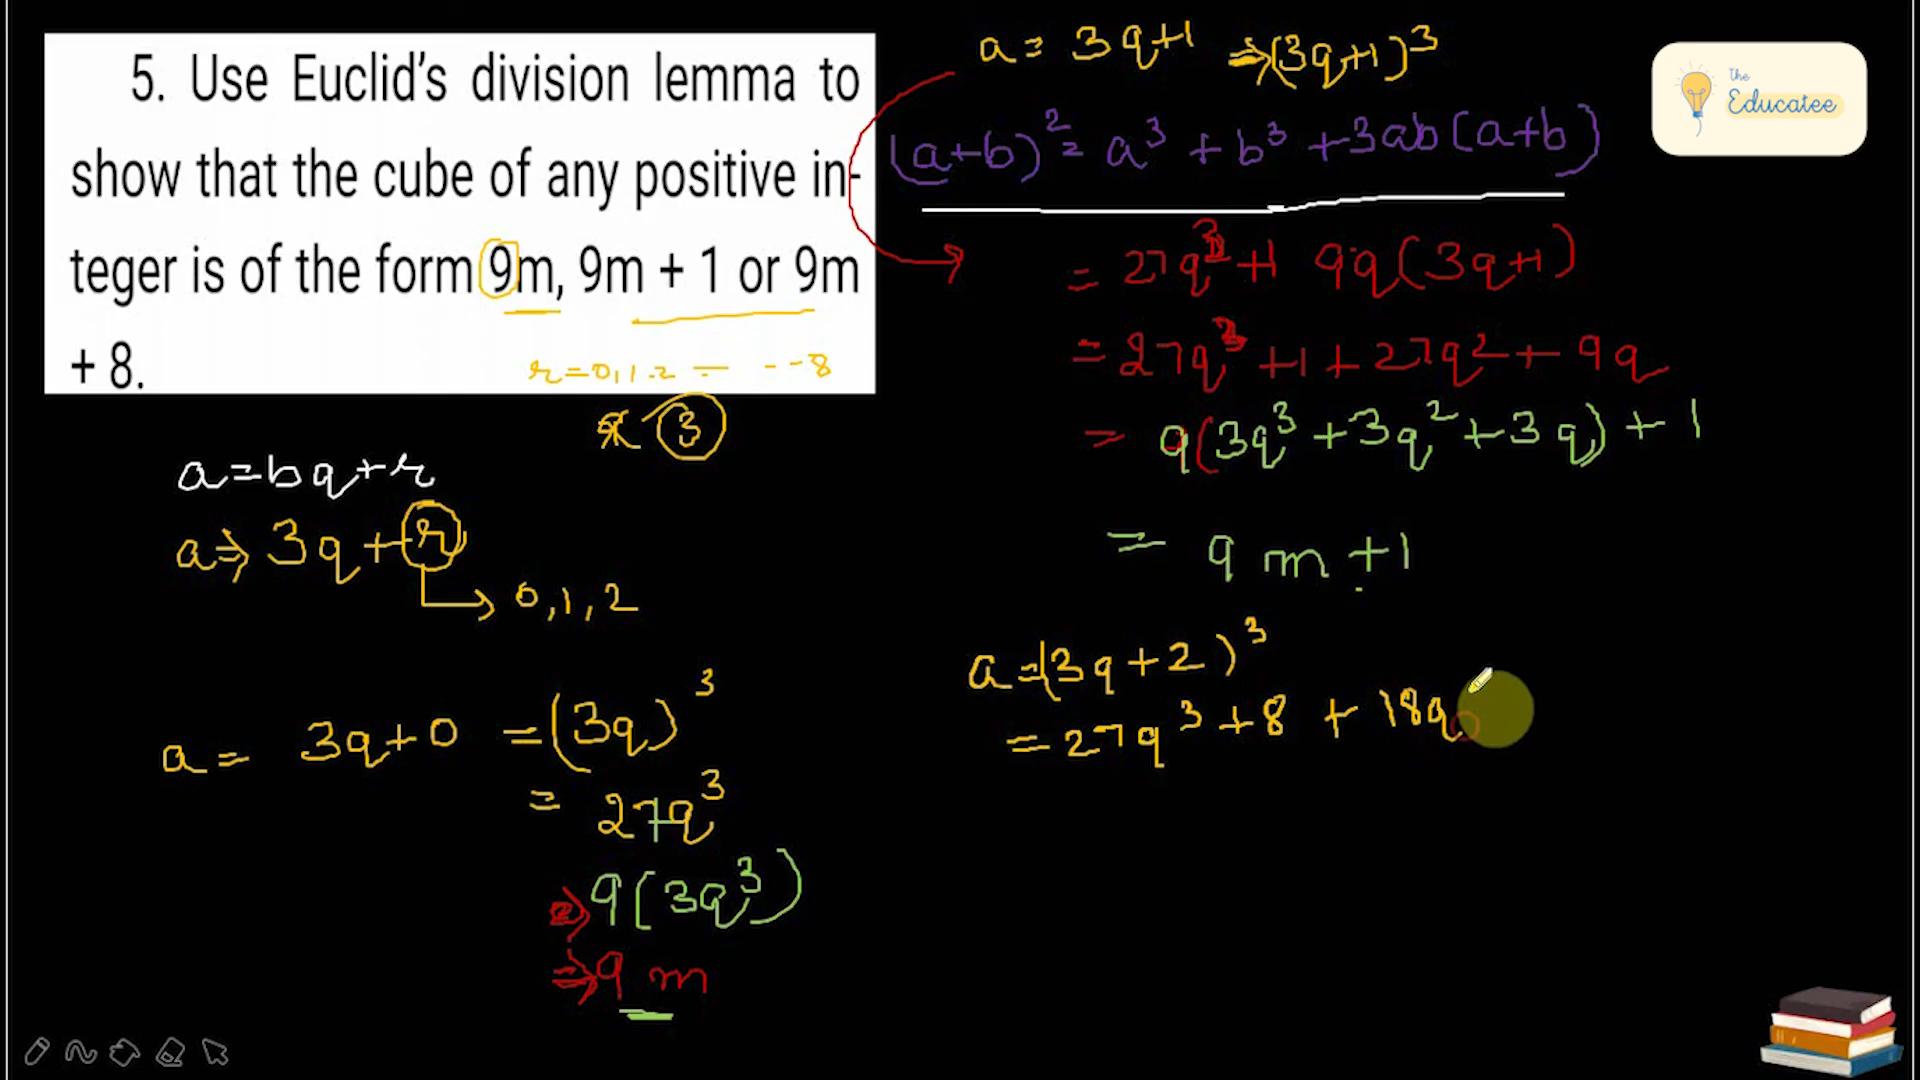 5. Use Euclid's division lemma to
show that the cube of any positive in-
teger is of the form 9m, 9m + 1 or 9m
+ 8.
r=0,1.2 = ---8
3
a=bq+r
a⇒ 3q+r
0,1,2
a= 3q+0 =(3q)³
= 27q³
⇒9(3q³)
⇒9 m
a= 3q+1 ⇒(3q+1)³
(a+b)²= a³ + b³ +3ab(a+b)
= 27q³+1 9q(3q+1)
=27q³ +1+27q²+ 9q
= 9(3q³+3q²+3q)+1
= 9m+1
a=(3q+2)³
=27q³+8 + 18q
The
Educatee